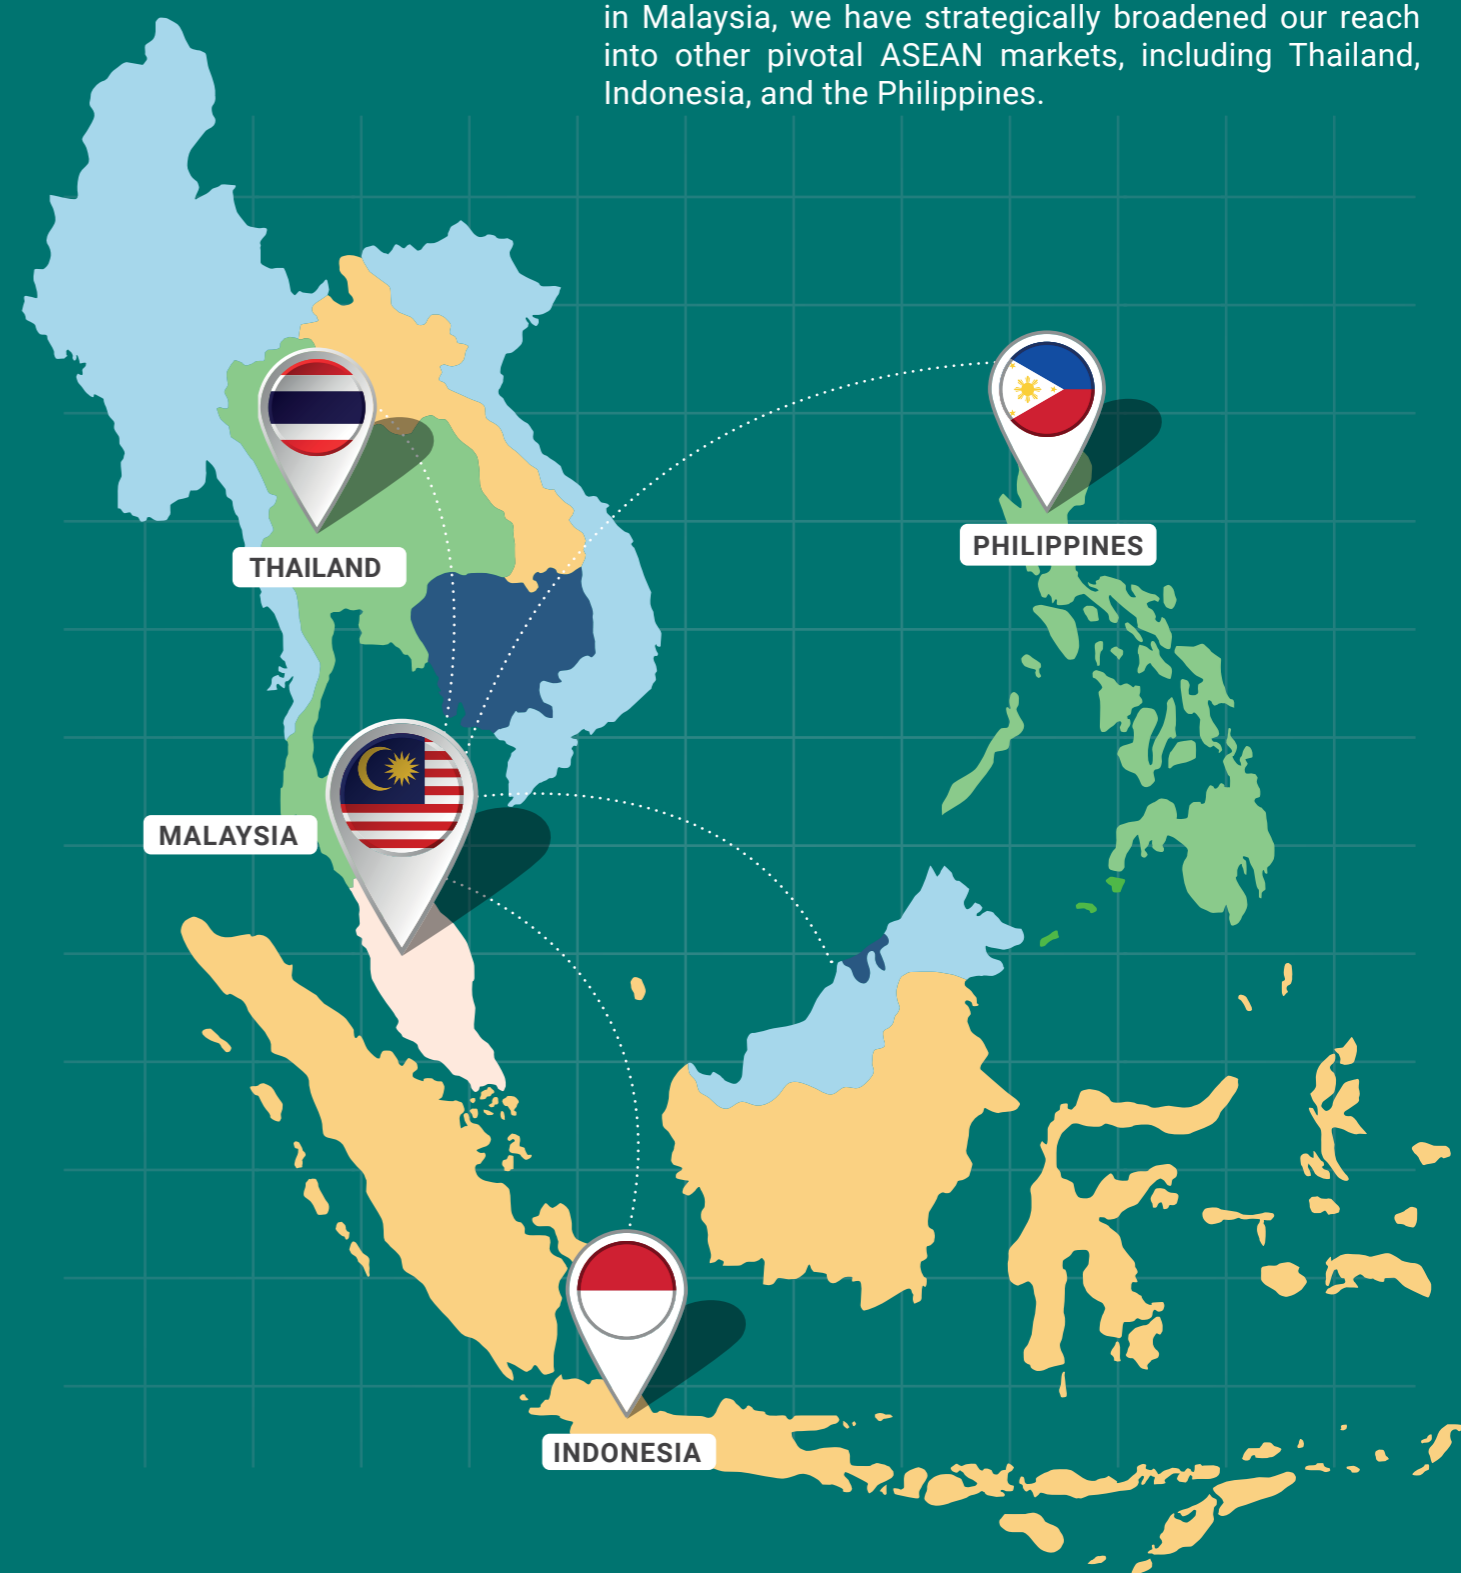 in Malaysia, we have strategically broadened our reach
into other pivotal ASEAN markets, including Thailand,
Indonesia, and the Philippines.
PHILIPPINES
THAILAND
MALAYSIA
INDONESIA